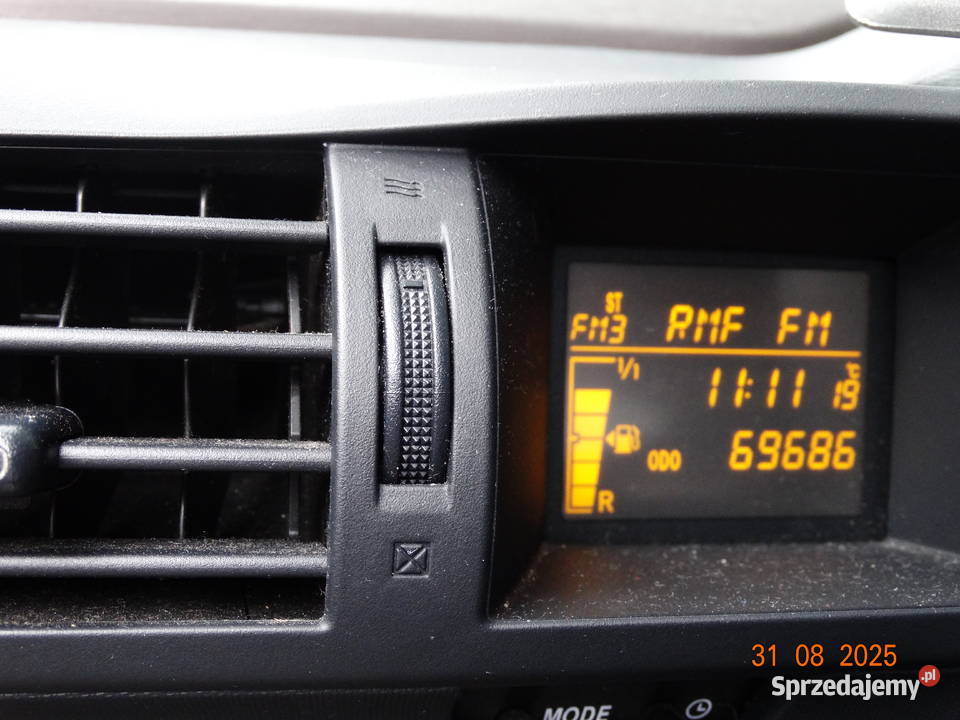 ST
FM3 RMF FM
1/1
11:11 19°C
ODO 69686
R
31 08 2025
Sprzedajemy.pl
MODE